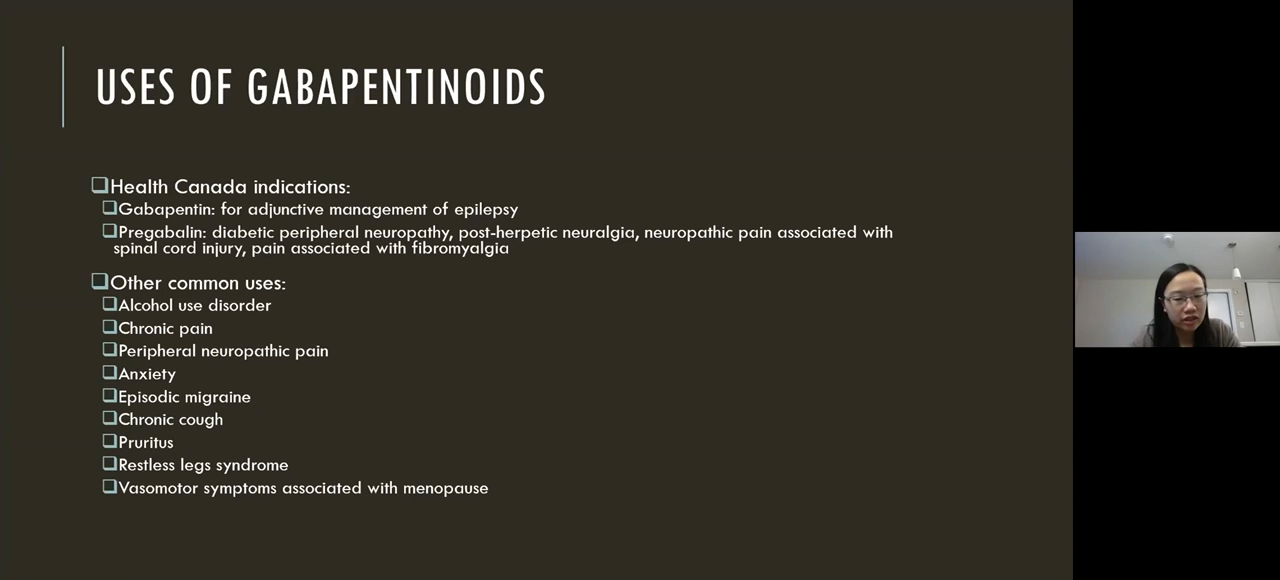 USES OF GABAPENTINOIDS
Health Canada indications:
Gabapentin: for adjunctive management of epilepsy
Pregabalin: diabetic peripheral neuropathy, post-herpetic neuralgia, neuropathic pain associated with
spinal cord injury, pain associated with fibromyalgia
Other common uses:
Alcohol use disorder
Chronic pain
Peripheral neuropathic pain
Anxiety
Episodic migraine
Chronic cough
Pruritus
Restless legs syndrome
Vasomotor symptoms associated with menopause